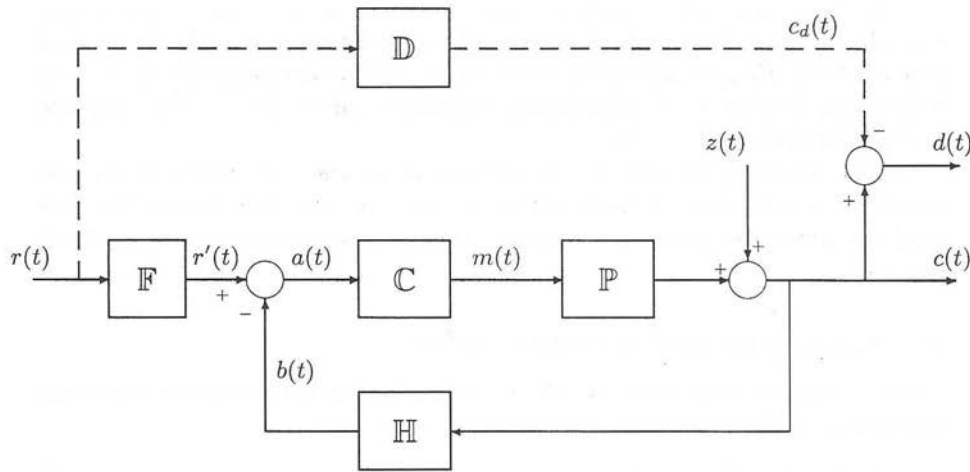 𝔻
c_d(t)
−
z(t)
d(t)
+
+
r(t)
𝔽
r′(t)
+
−
a(t)
ℂ
m(t)
ℙ
+
c(t)
b(t)
ℍ